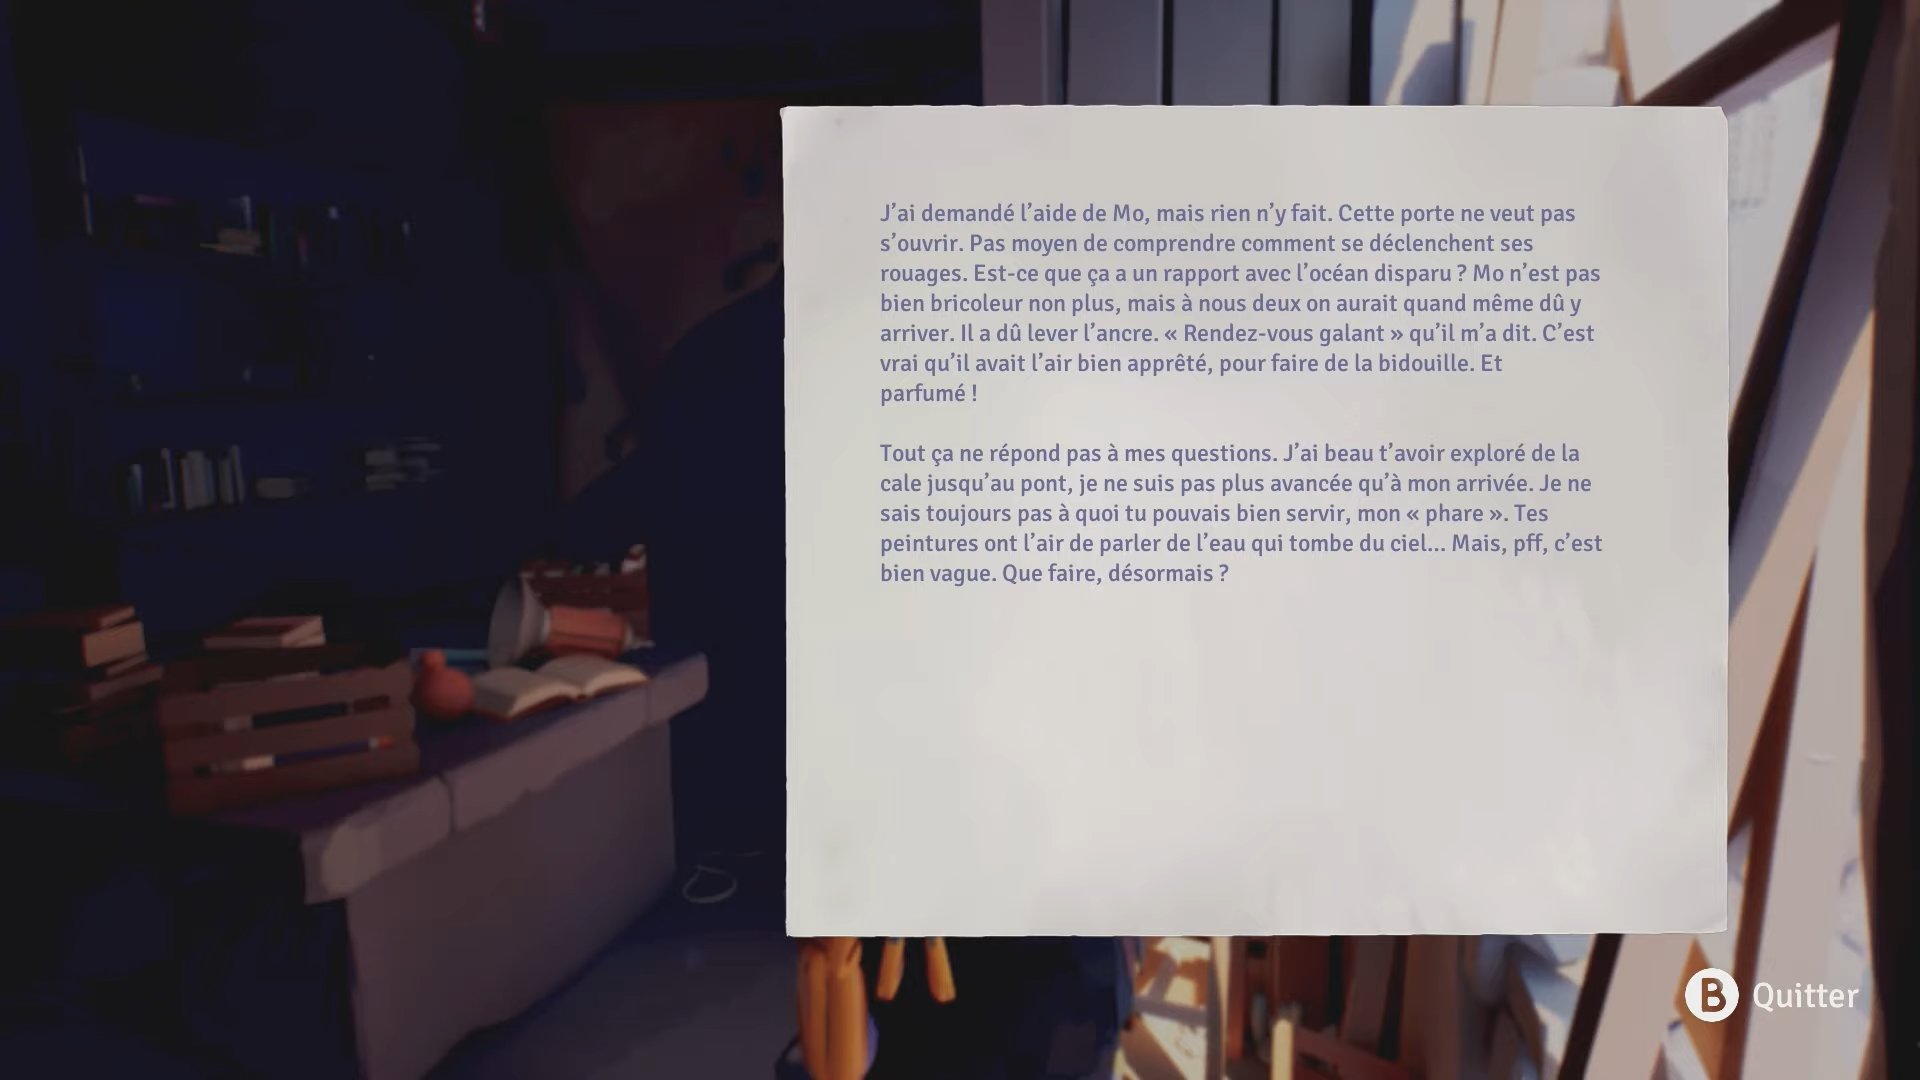 J’ai demandé l’aide de Mo, mais rien n’y fait. Cette porte ne veut pas
s’ouvrir. Pas moyen de comprendre comment se déclenchent ses
rouages. Est-ce que ça a un rapport avec l’océan disparu ? Mo n’est pas
bien bricoleur non plus, mais à nous deux on aurait quand même dû y
arriver. Il a dû lever l’ancre. « Rendez-vous galant » qu’il m’a dit. C’est
vrai qu’il avait l’air bien apprêté, pour faire de la bidouille. Et
parfumé !
Tout ça ne répond pas à mes questions. J’ai beau t’avoir exploré de la
cale jusqu’au pont, je ne suis pas plus avancée qu’à mon arrivée. Je ne
sais toujours pas à quoi tu pouvais bien servir, mon « phare ». Tes
peintures ont l’air de parler de l’eau qui tombe du ciel... Mais, pff, c’est
bien vague. Que faire, désormais ?
B Quitter